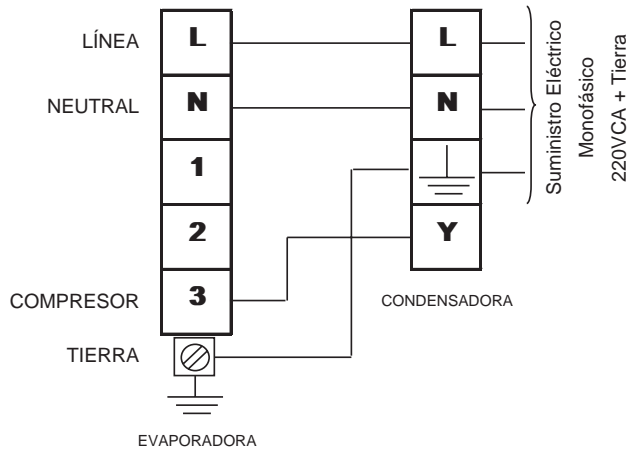 LÍNEA L L
NEUTRAL N N
1
2 Y
COMPRESOR 3
CONDENSADORA
TIERRA
EVAPORADORA
Suministro Eléctrico
Monofásico
220VCA + Tierra